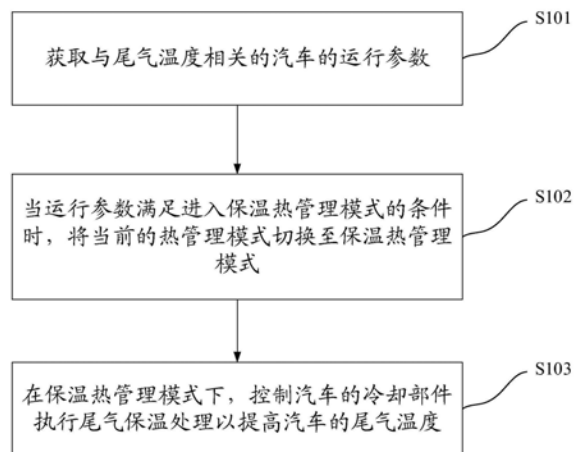 S101
获取与尾气温度相关的汽车的运行参数
S102
当运行参数满足进入保温热管理模式的条件
时，将当前的热管理模式切换至保温热管理
模式
S103
在保温热管理模式下，控制汽车的冷却部件
执行尾气保温处理以提高汽车的尾气温度